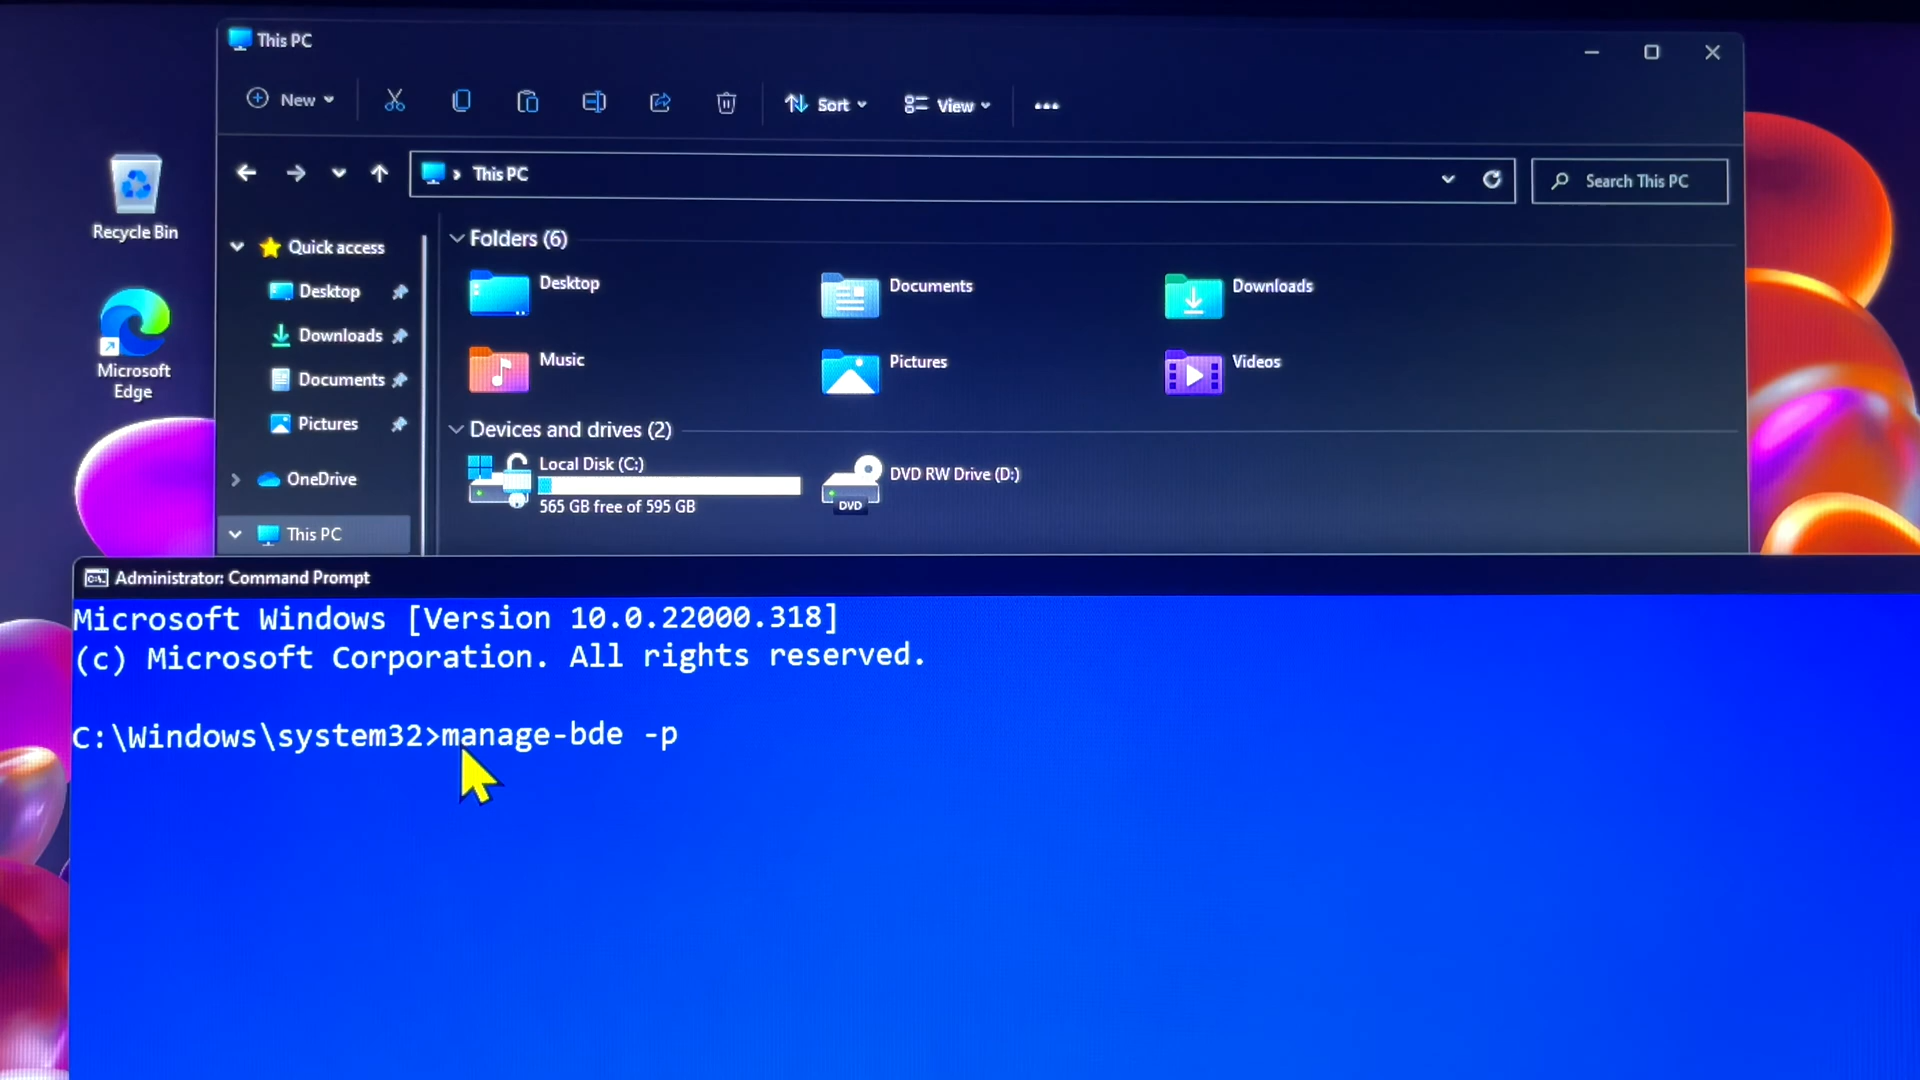 This PC
New
Sort
View
This PC
Search This PC
Recycle Bin
Microsoft
Edge
Quick access
Desktop
Downloads
Documents
Pictures
OneDrive
This PC
Folders (6)
Desktop
Documents
Downloads
Music
Pictures
Videos
Devices and drives (2)
Local Disk (C:)
565 GB free of 595 GB
DVD RW Drive (D:)
DVD
Administrator: Command Prompt
Microsoft Windows [Version 10.0.22000.318]
(c) Microsoft Corporation. All rights reserved.
C:\Windows\system32>manage-bde -p